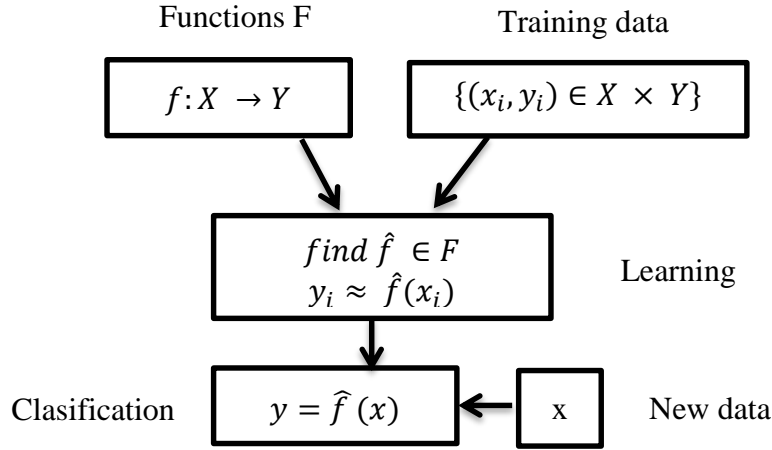 Functions F
Training data
f: X → Y
{(x_i, y_i) ∈ X × Y}
find f̂ ∈ F
y_i ≈ f̂(x_i)
Learning
Clasification
y = f̂ (x)
x
New data